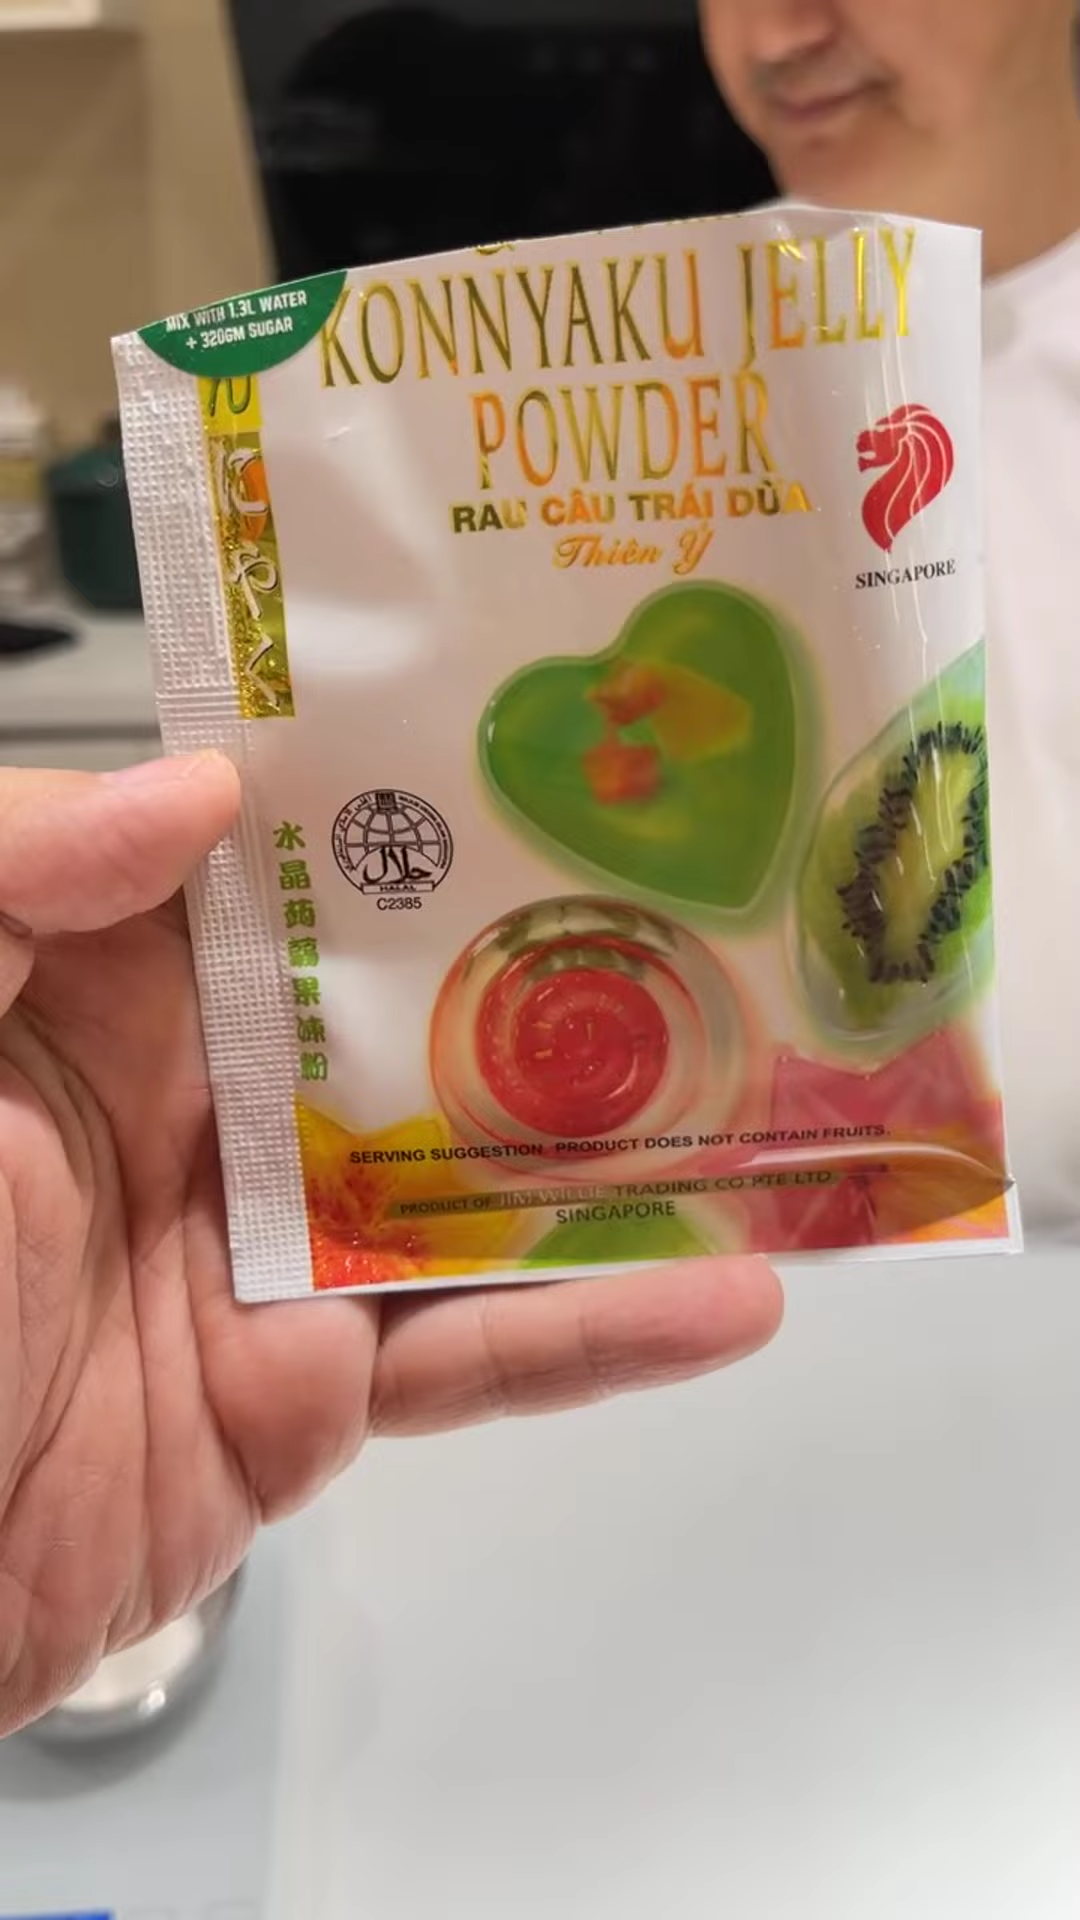 MIX WITH 1.3L WATER
+ 320GM SUGAR
KONNYAKU JELLY
POWDER
RAU CÂU TRÁI DỪA
Thiên Ý
SINGAPORE
水晶蒟蒻果凍粉
حلال
HALAL
C2385
SERVING SUGGESTION PRODUCT DOES NOT CONTAIN FRUITS.
PRODUCT OF JIM WILLIE TRADING CO PTE LTD
SINGAPORE